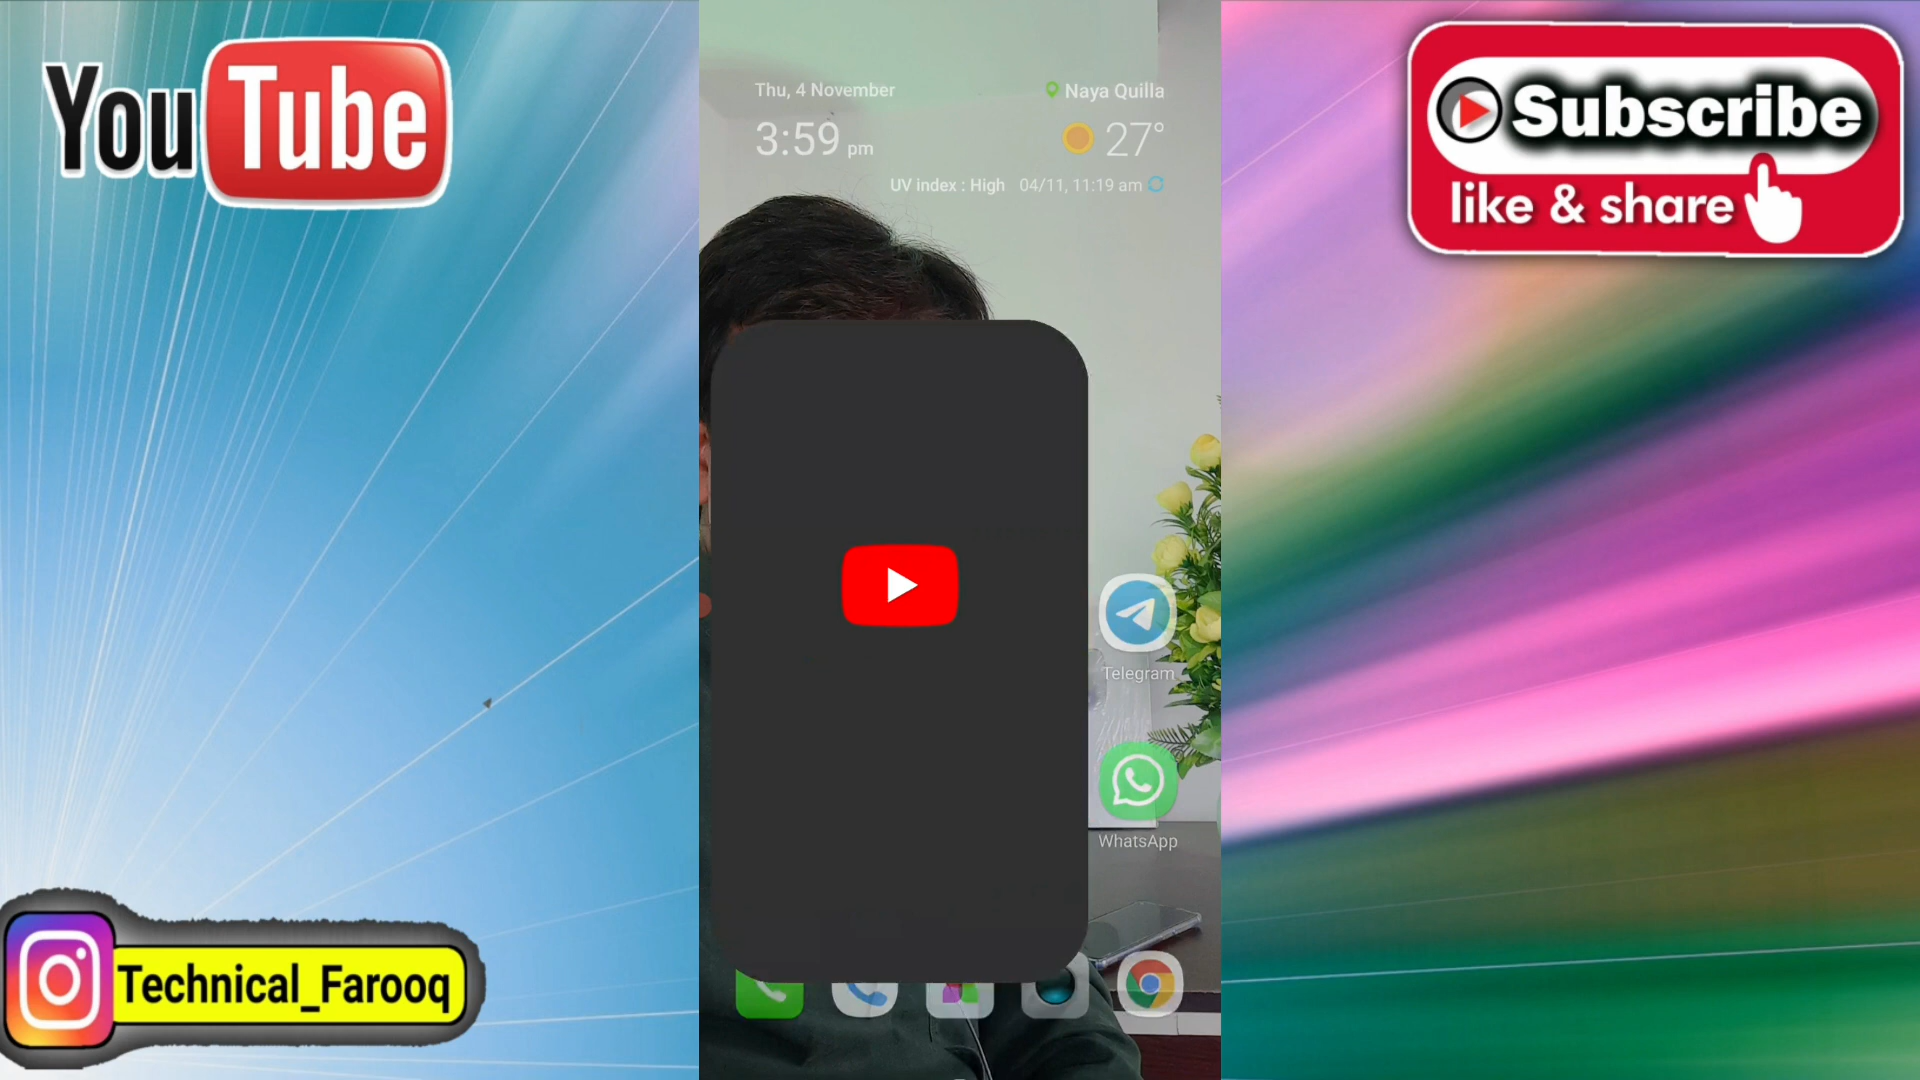 YouTube
Thu, 4 November
Naya Quilla
3:59 pm
27°
UV index : High 04/11, 11:19 am
Subscribe
like & share
Telegram
WhatsApp
Technical_Farooq